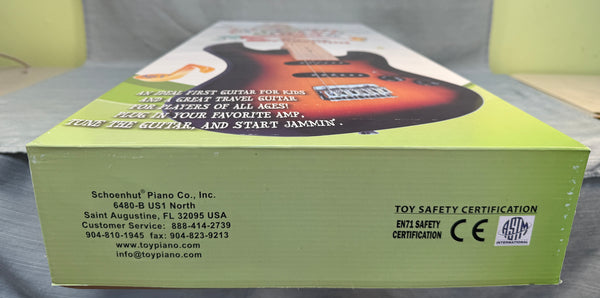 AN IDEAL FIRST GUITAR FOR KIDS
AND A GREAT TRAVEL GUITAR
FOR PLAYERS OF ALL AGES!
PLUG IN YOUR FAVORITE AMP,
TUNE THE GUITAR, AND START JAMMIN'.
Schoenhut® Piano Co., Inc.
6480-B US1 North
Saint Augustine, FL 32095 USA
Customer Service: 888-414-2739
904-810-1945 fax: 904-823-9213
www.toypiano.com
info@toypiano.com
TOY SAFETY CERTIFICATION
EN71 SAFETY
CERTIFICATION
CE
ASTM
INTERNATIONAL